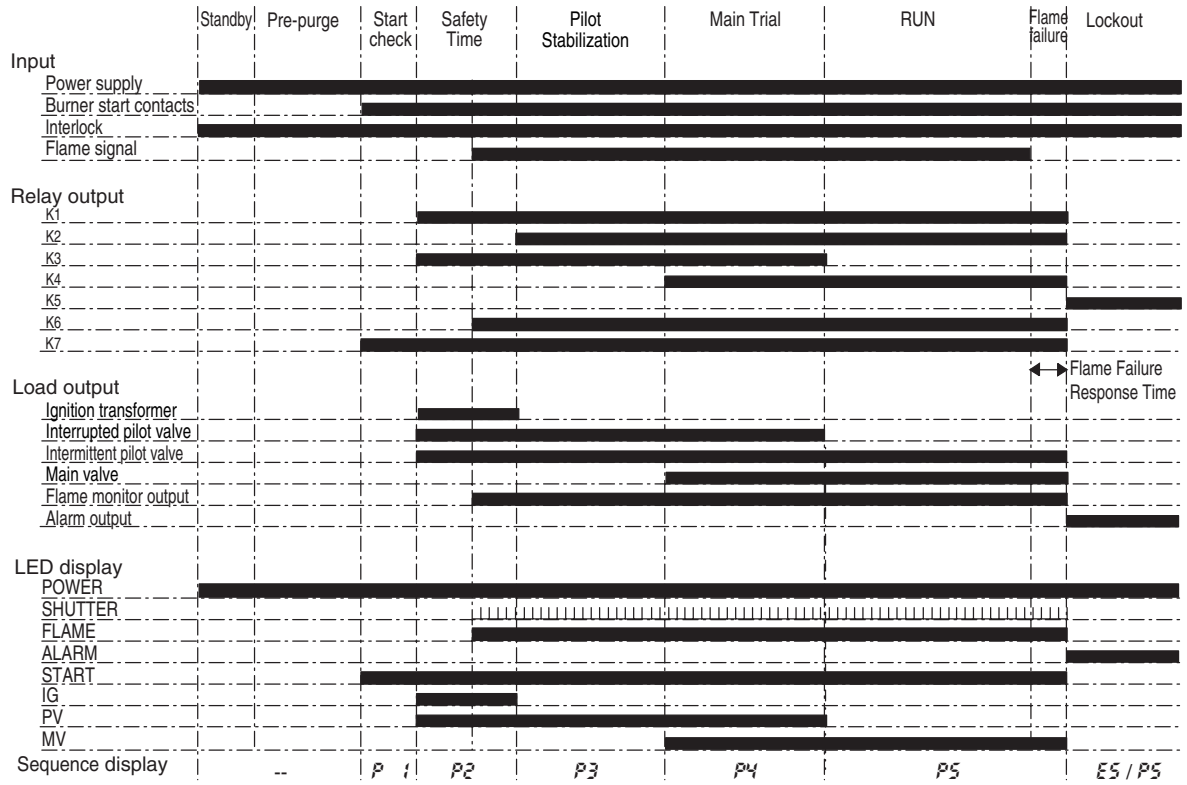 Standby Pre-purge Start check Safety Time Pilot Stabilization Main Trial RUN Flame failure Lockout
Input
Power supply
Burner start contacts
Interlock
Flame signal
Relay output
K1
K2
K3
K4
K5
K6
K7
Flame Failure
Response Time
Load output
Ignition transformer
Interrupted pilot valve
Intermittent pilot valve
Main valve
Flame monitor output
Alarm output
LED display
POWER
SHUTTER
FLAME
ALARM
START
IG
PV
MV
Sequence display -- P 1 P2 P3 P4 P5 E5 / P5